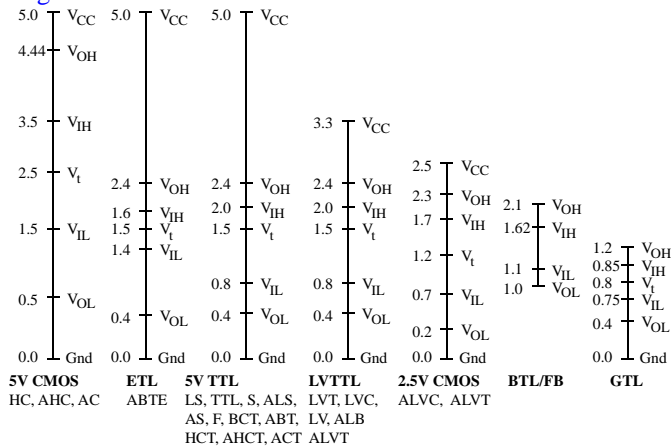 5.0 VCC
4.44 VOH
3.5 VIH
2.5 Vt
1.5 VIL
0.5 VOL
0.0 Gnd
5V CMOS
HC, AHC, AC
5.0 VCC
2.4 VOH
1.6 VIH
1.5 Vt
1.4 VIL
0.4 VOL
0.0 Gnd
ETL
ABTE
5.0 VCC
2.4 VOH
2.0 VIH
1.5 Vt
0.8 VIL
0.4 VOL
0.0 Gnd
5V TTL
LS, TTL, S, ALS,
AS, F, BCT, ABT,
HCT, AHCT, ACT
3.3 VCC
2.4 VOH
2.0 VIH
1.5 Vt
0.8 VIL
0.4 VOL
0.0 Gnd
LVTTL
LVT, LVC,
LV, ALB
ALVT
2.5 VCC
2.3 VOH
1.7 VIH
1.2 Vt
0.7 VIL
0.2 VOL
0.0 Gnd
2.5V CMOS
ALVC, ALVT
2.1 VOH
1.62 VIH
1.1 VIL
1.0 VOL
BTL/FB
1.2 VOH
0.85 VIH
0.8 Vt
0.75 VIL
0.4 VOL
0.0 Gnd
GTL